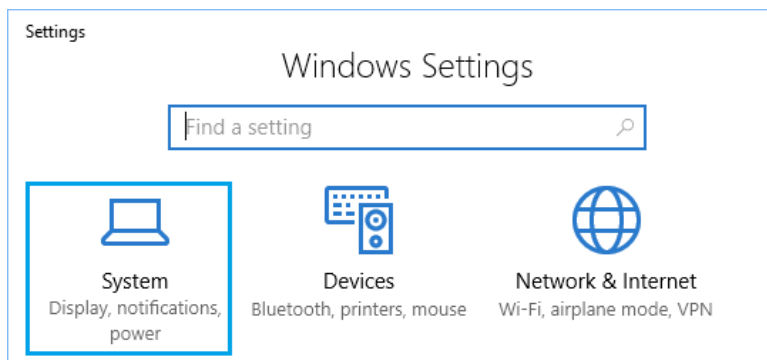 Settings
Windows Settings
Find a setting
System
Display, notifications,
power
Devices
Bluetooth, printers, mouse
Network & Internet
Wi-Fi, airplane mode, VPN